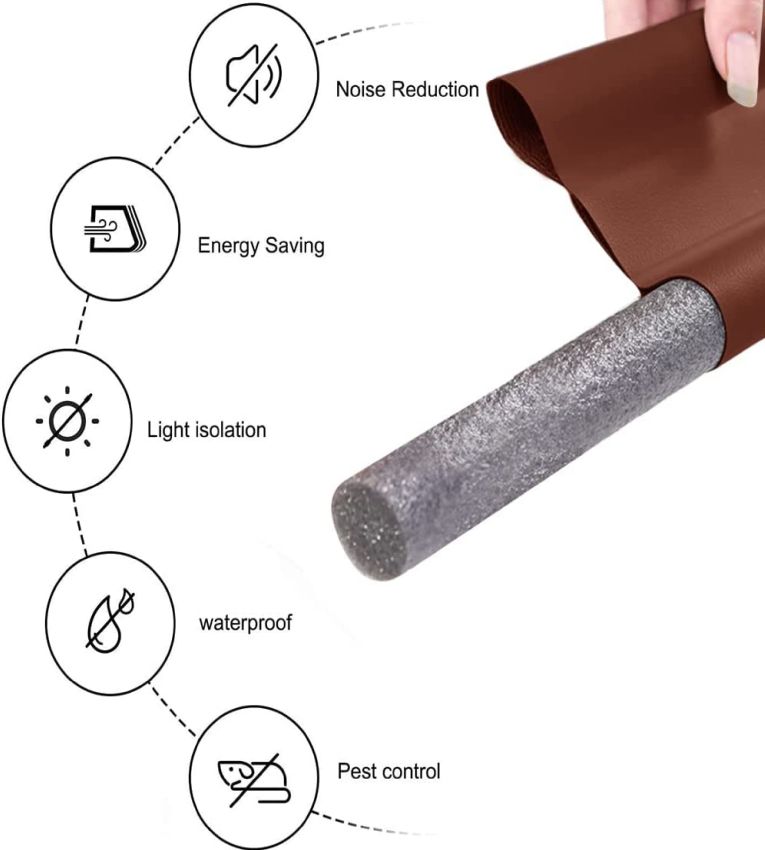 Noise Reduction
Energy Saving
Light isolation
waterproof
Pest control